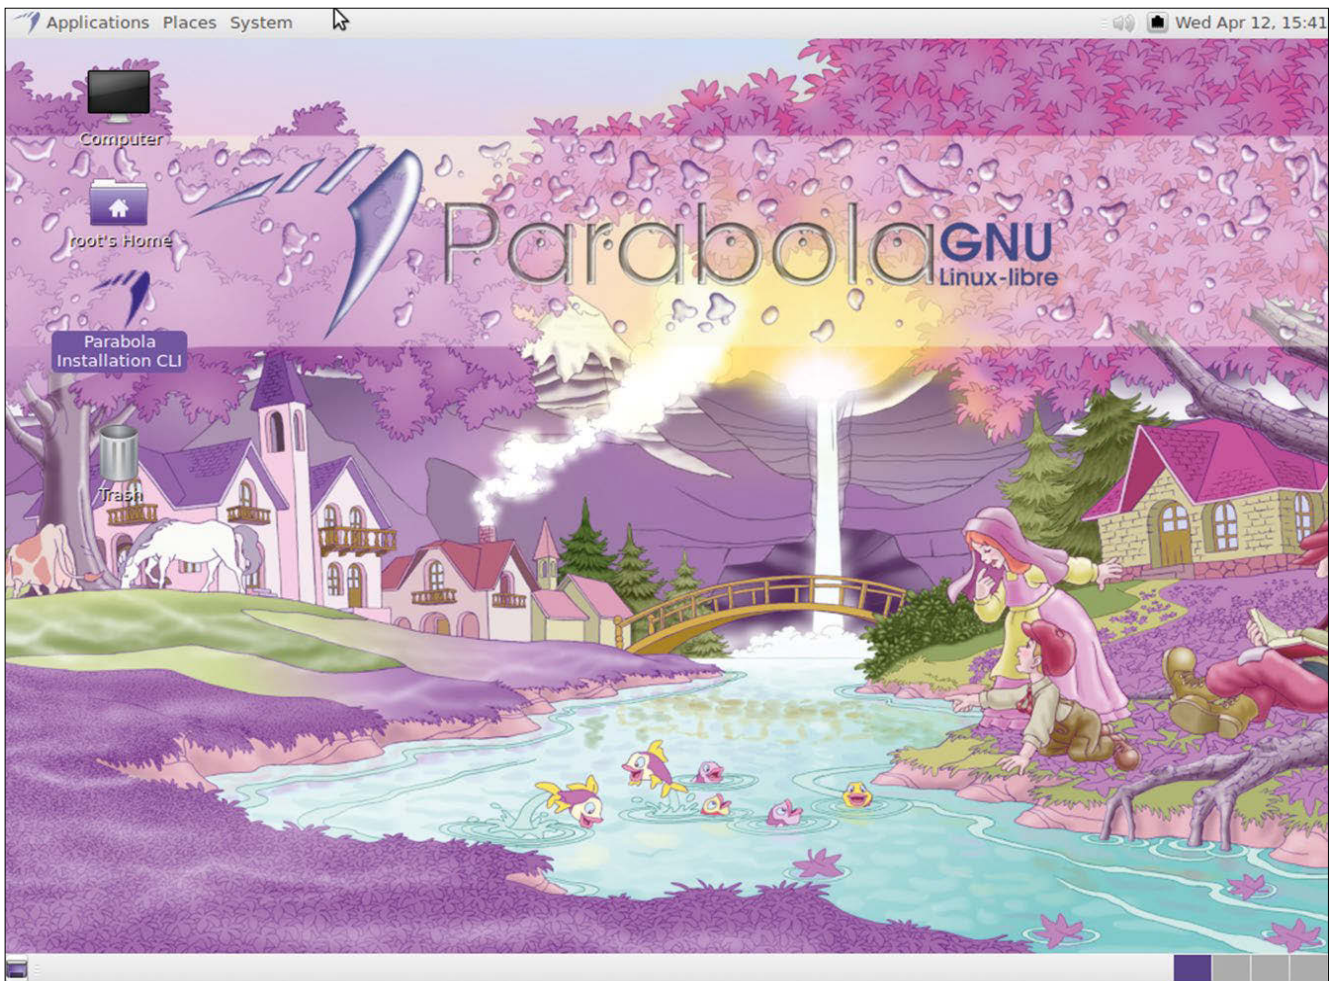 Applications Places System
Wed Apr 12, 15:41
Computer
root's Home
Parabola
GNU
Linux-libre
Parabola
Installation CLI
Trash